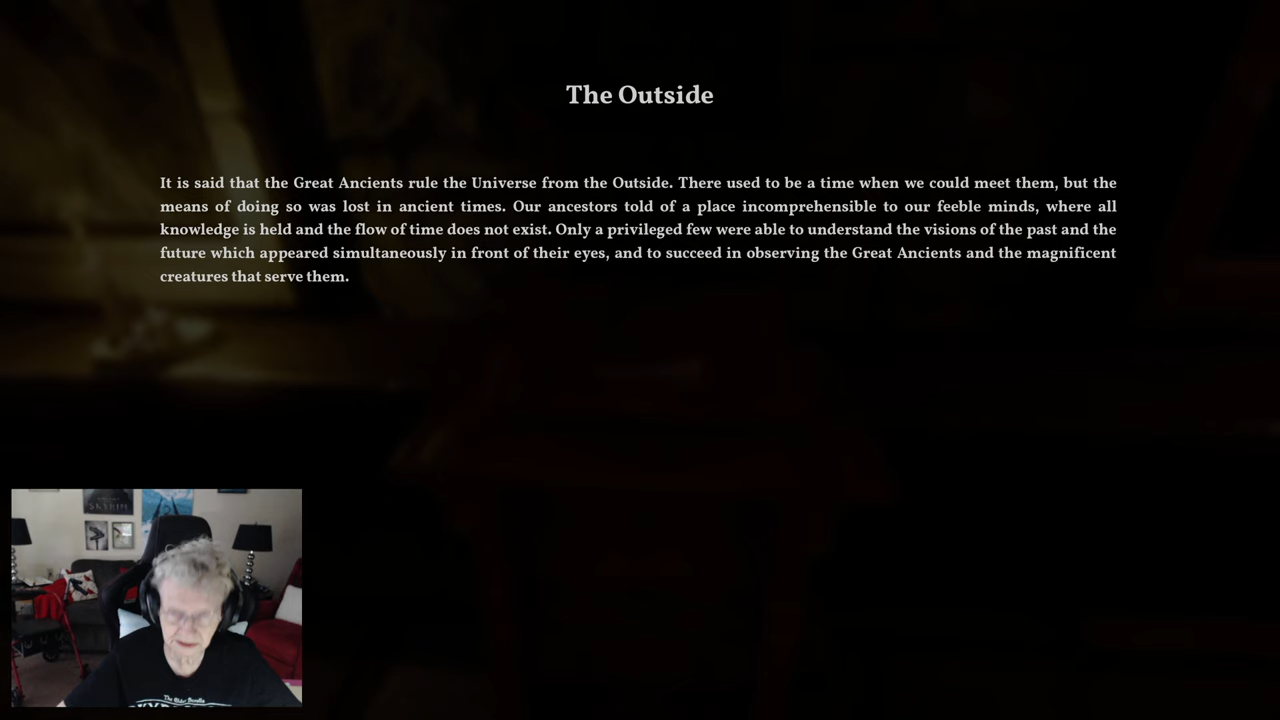 The Outside
It is said that the Great Ancients rule the Universe from the Outside. There used to be a time when we could meet them, but the
means of doing so was lost in ancient times. Our ancestors told of a place incomprehensible to our feeble minds, where all
knowledge is held and the flow of time does not exist. Only a privileged few were able to understand the visions of the past and the
future which appeared simultaneously in front of their eyes, and to succeed in observing the Great Ancients and the magnificent
creatures that serve them.
SKYRIM
The Elder Scrolls